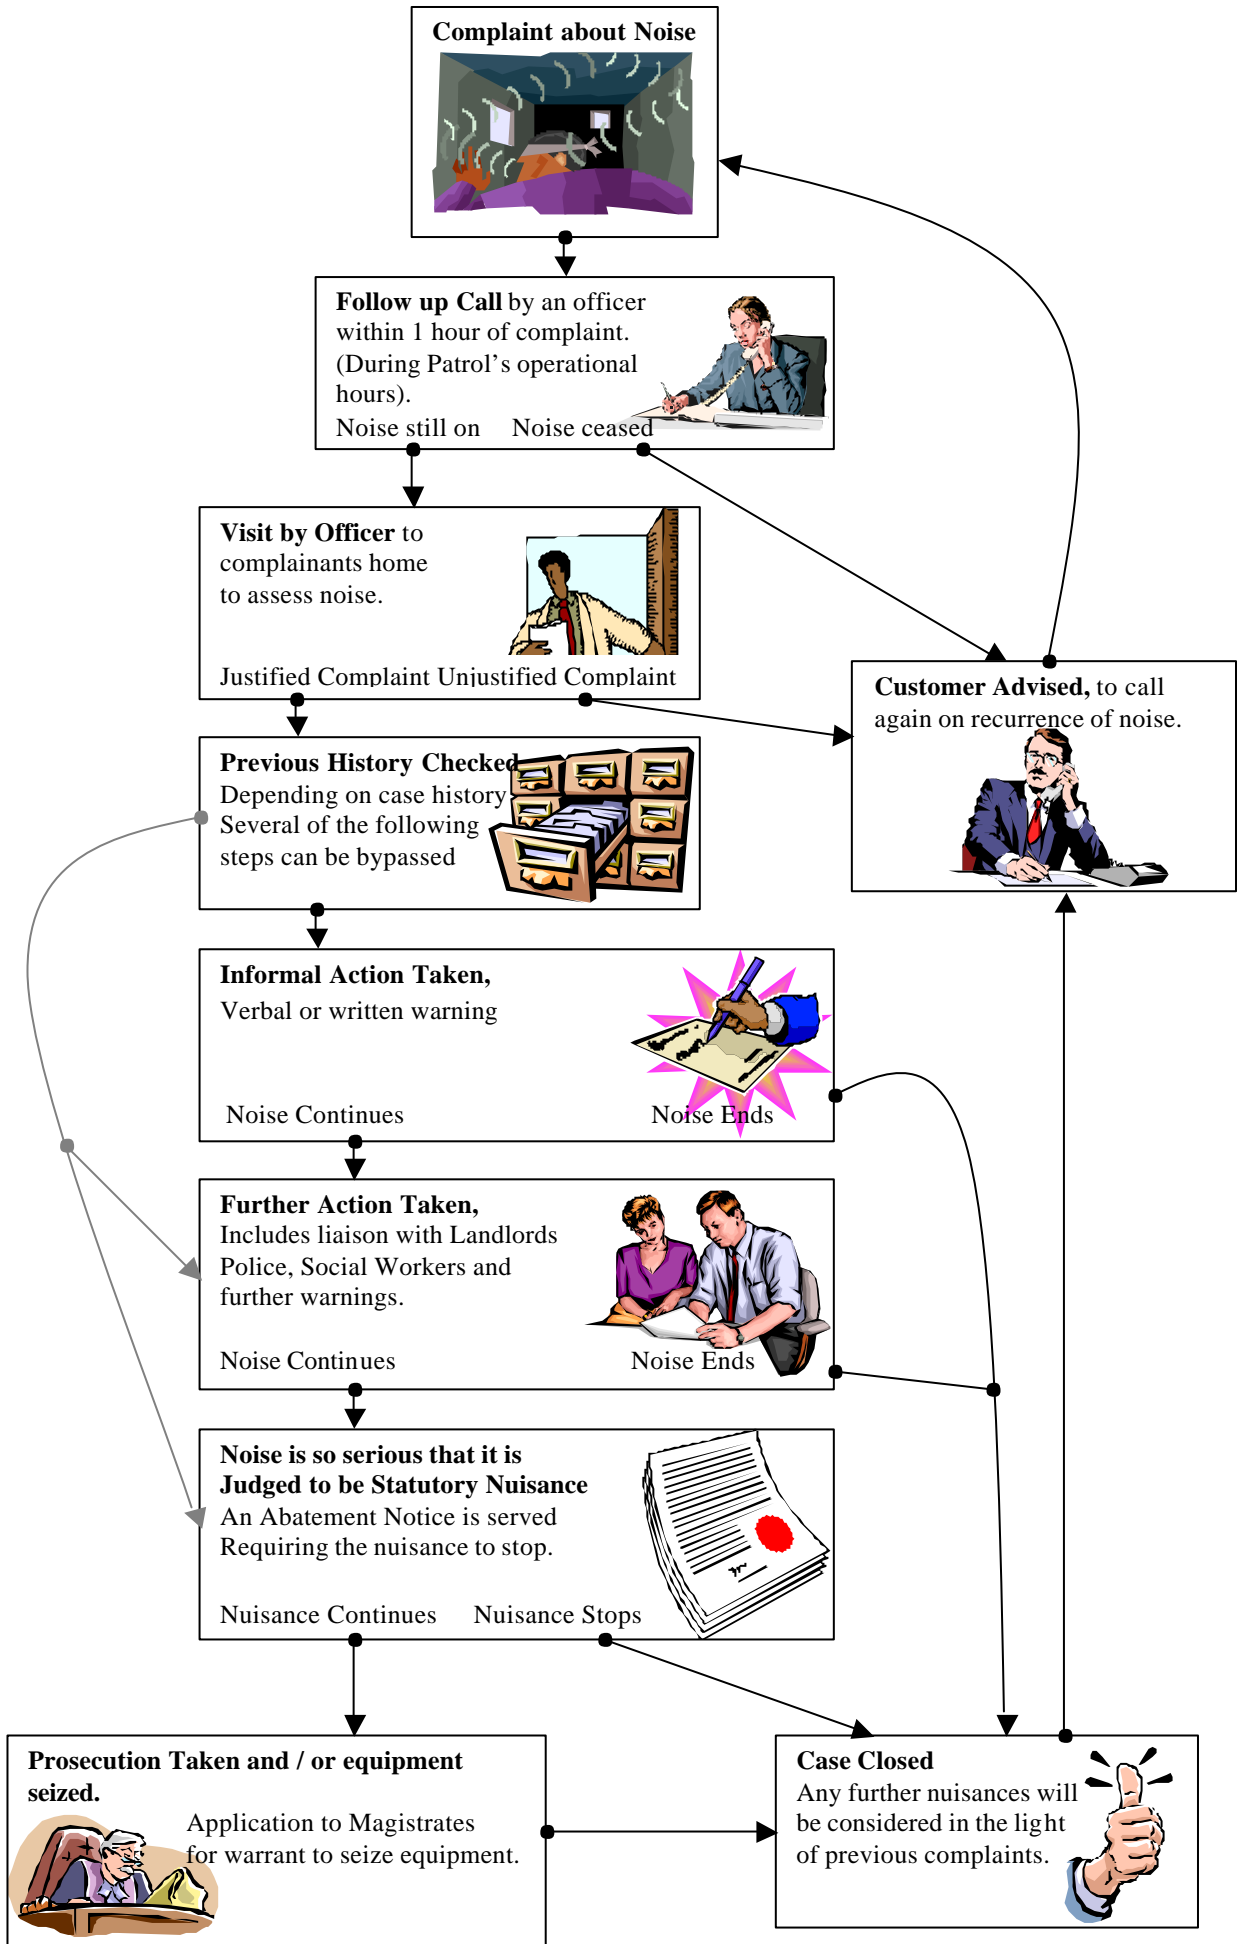 Complaint about Noise
Follow up Call by an officer
within 1 hour of complaint.
(During Patrol's operational
hours).
Noise still on Noise ceased
Visit by Officer to
complainants home
to assess noise.
Justified Complaint Unjustified Complaint
Customer Advised, to call
again on recurrence of noise.
Previous History Checked
Depending on case history
Several of the following
steps can be bypassed
Informal Action Taken,
Verbal or written warning
Noise Continues Noise Ends
Further Action Taken,
Includes liaison with Landlords
Police, Social Workers and
further warnings.
Noise Continues Noise Ends
Noise is so serious that it is
Judged to be Statutory Nuisance
An Abatement Notice is served
Requiring the nuisance to stop.
Nuisance Continues Nuisance Stops
Prosecution Taken and / or equipment
seized.
Application to Magistrates
for warrant to seize equipment.
Case Closed
Any further nuisances will
be considered in the light
of previous complaints.